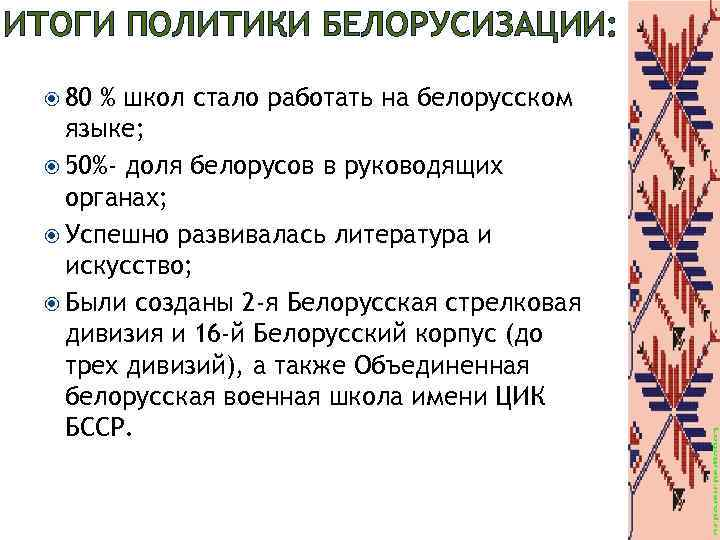 ИТОГИ ПОЛИТИКИ БЕЛОРУСИЗАЦИИ:
80 % школ стало работать на белорусском
языке;
50%- доля белорусов в руководящих
органах;
Успешно развивалась литература и
искусство;
Были созданы 2-я Белорусская стрелковая
дивизия и 16-й Белорусский корпус (до
трех дивизий), а также Объединенная
белорусская военная школа имени ЦИК
БССР.